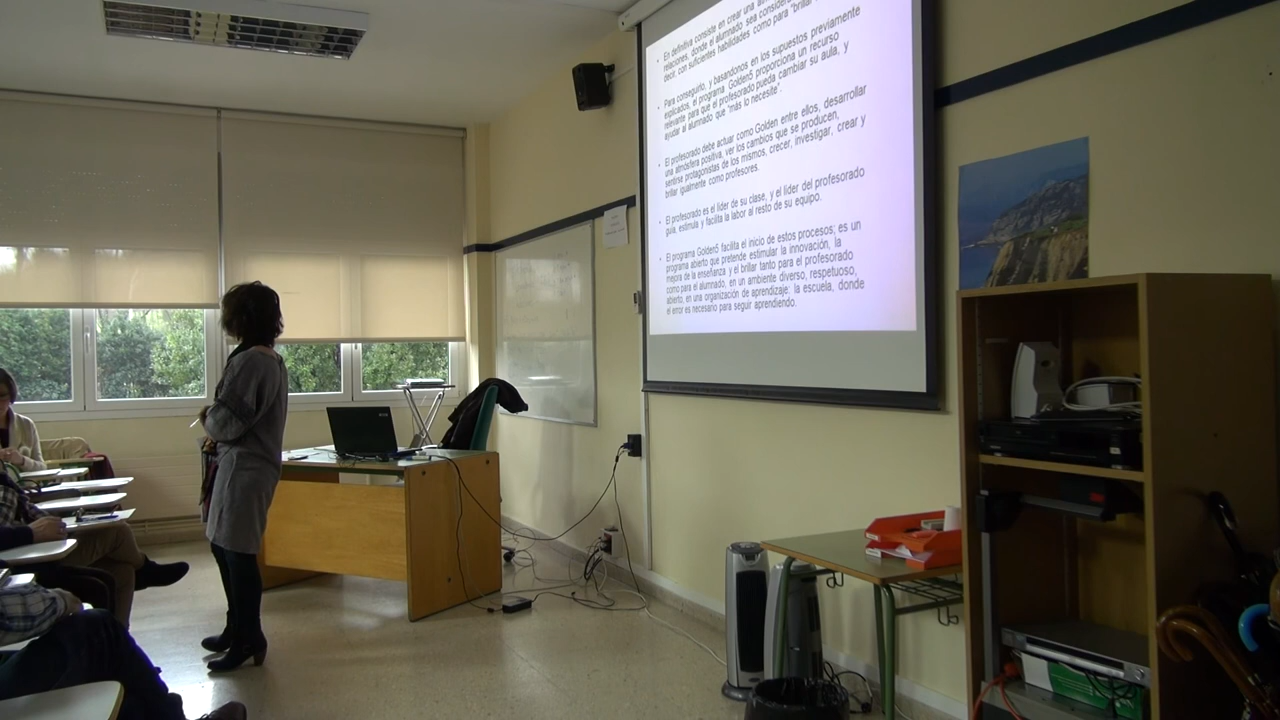 En definitiva consiste en crear una
relaciones, donde el alumnado sea
decir, con suficientes habilidades como para "brillar
Para conseguirlo, y basandonos en los supuestos previamente
explicados, el programa Golden5 proporciona un recurso
relevante para que el profesorado pueda cambiar su aula, y
ayudar al alumnado que "más lo necesite".
El profesorado debe actuar como Golden entre ellos, desarrollar
una atmósfera positiva, ver los cambios que se producen,
sentirse protagonistas de los mismos, crecer, investigar, crear y
brillar igualmente como profesores.
El profesorado es el líder de su clase, y el líder del profesorado
guía, estimula y facilita la labor al resto de su equipo.
El programa Golden5 facilita el inicio de estos procesos; es un
programa abierto que pretende estimular la innovación, la
mejora de la enseñanza y el brillar tanto para el profesorado
como para el alumnado, en un ambiente diverso, respetuoso,
abierto, en una organización de aprendizaje: la escuela, donde
el error es necesario para seguir aprendiendo.